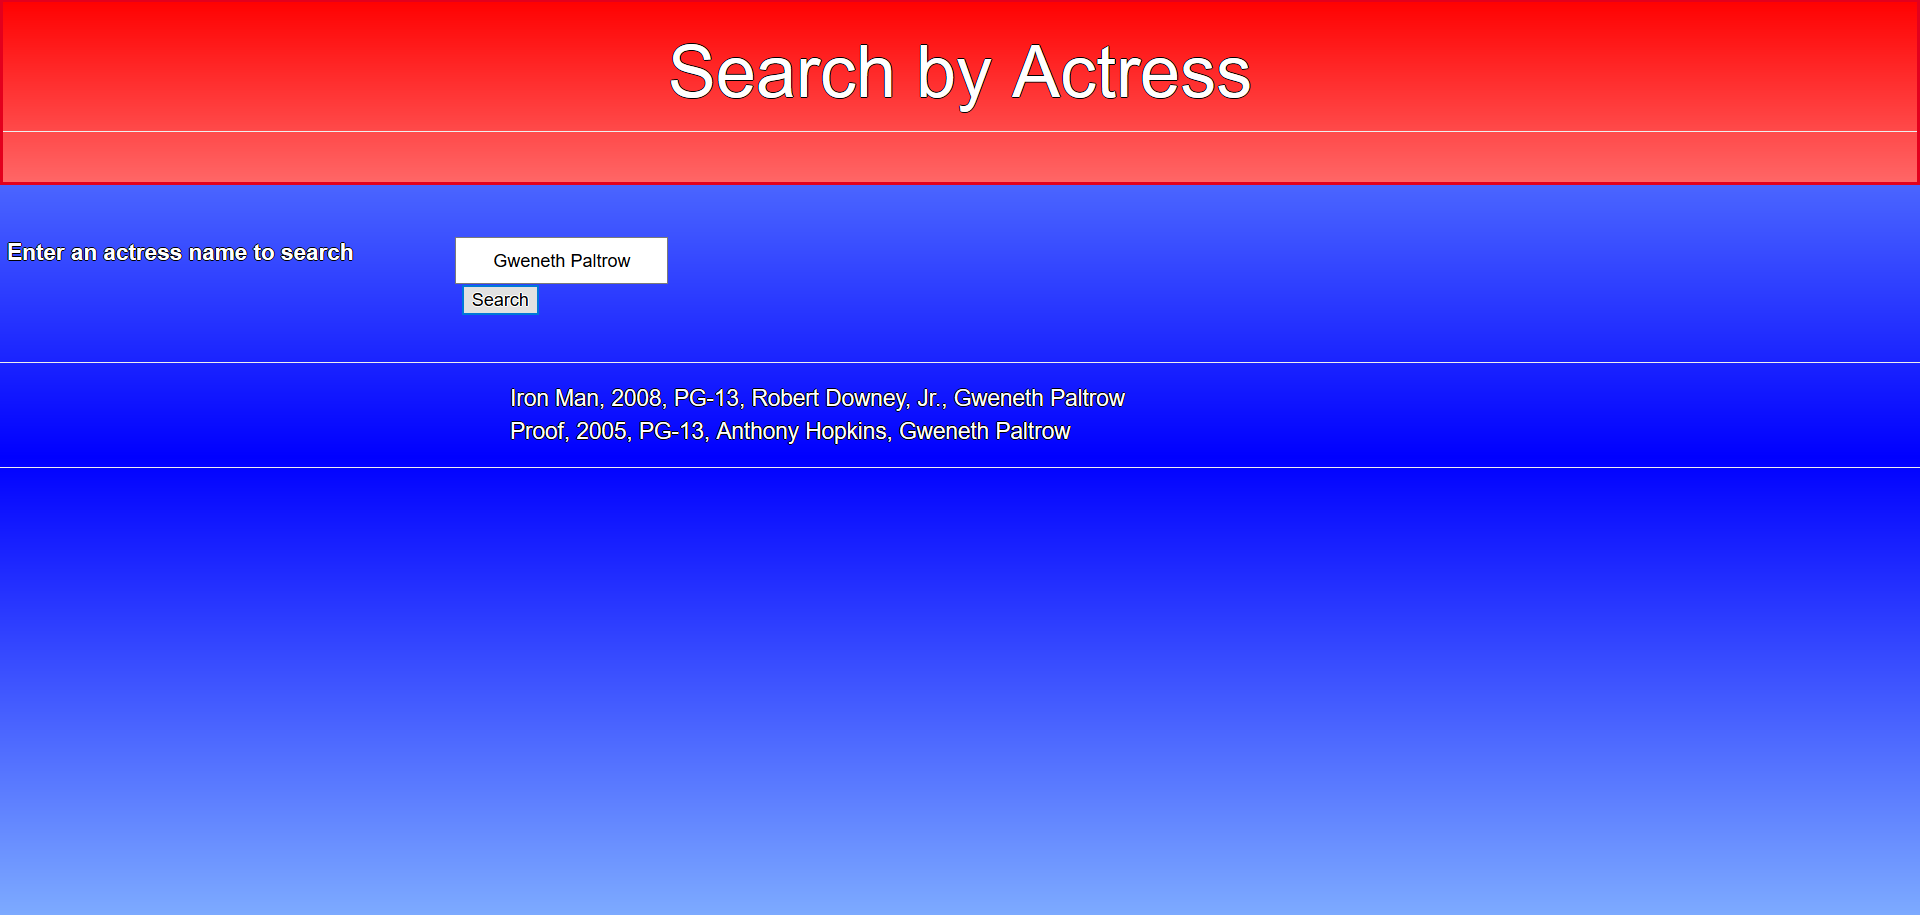 Search by Actress
Enter an actress name to search
Gweneth Paltrow
Search
Iron Man, 2008, PG-13, Robert Downey, Jr., Gweneth Paltrow
Proof, 2005, PG-13, Anthony Hopkins, Gweneth Paltrow